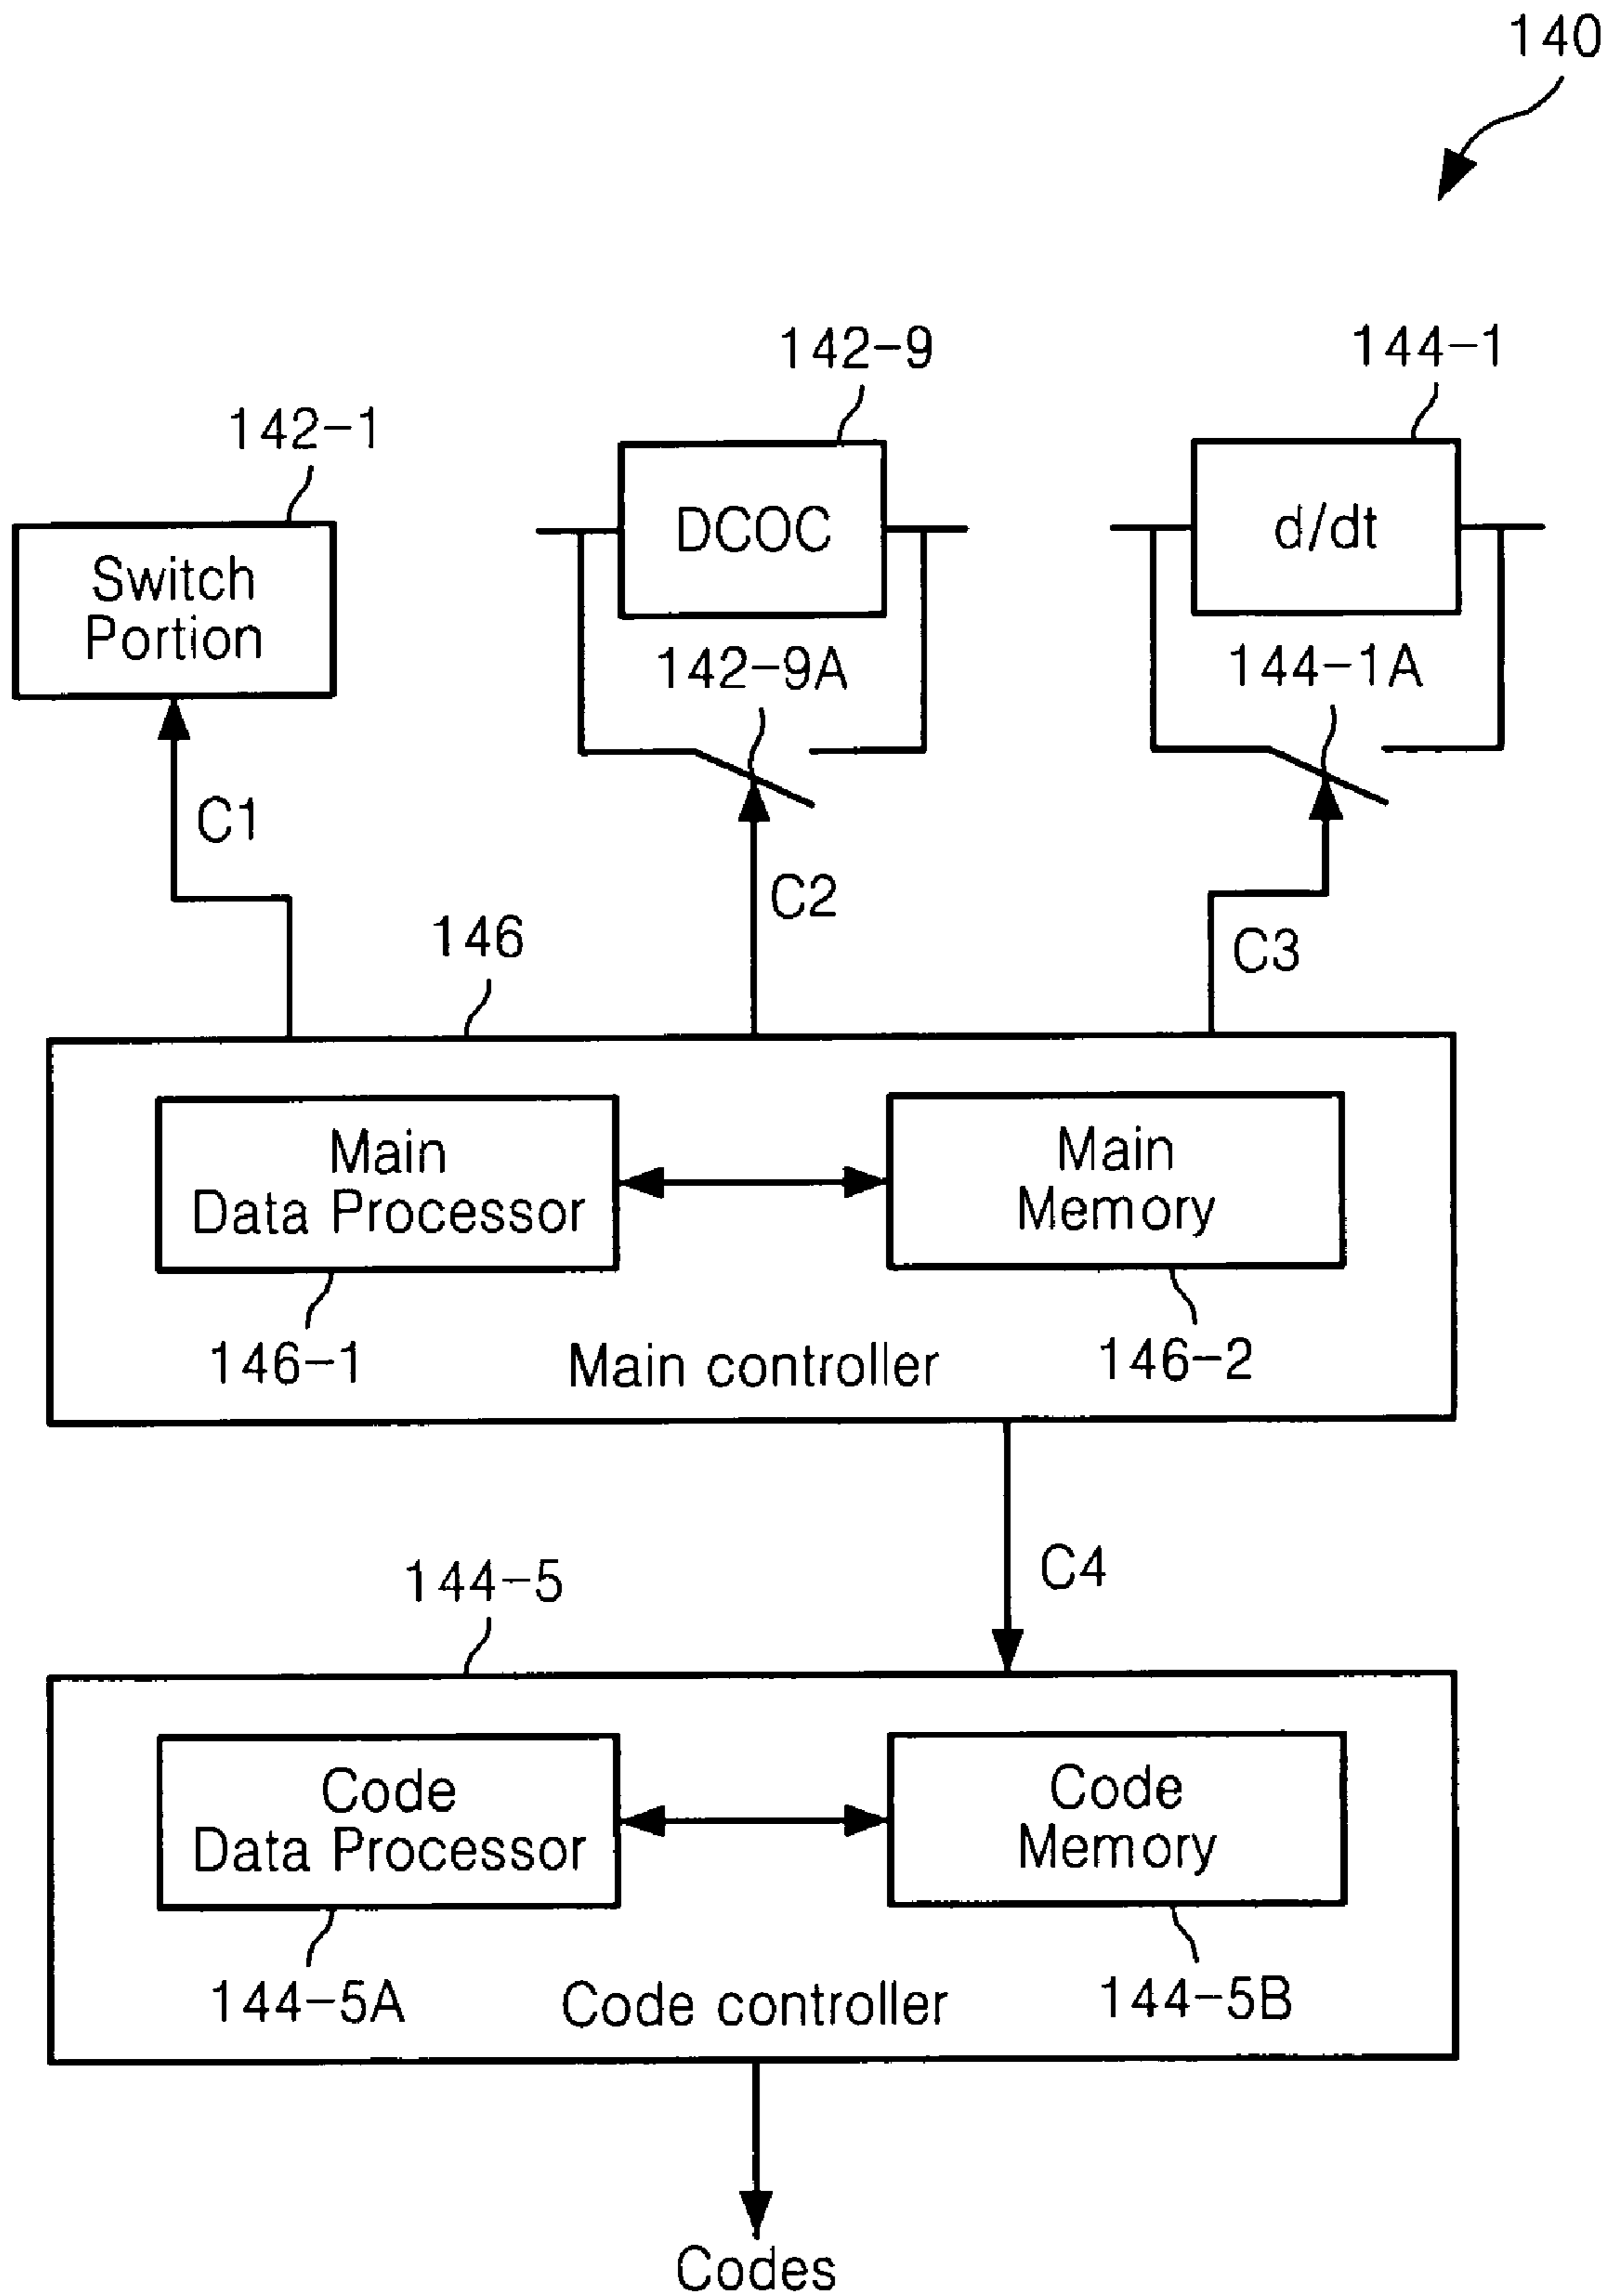 140
142-9
144-1
142-1
DCOC
d/dt
Switch
Portion
142-9A
144-1A
C1
C2
C3
146
Main
Data Processor
Main
Memory
146-1
Main controller
146-2
C4
144-5
Code
Data Processor
Code
Memory
144-5A
Code controller
144-5B
Codes